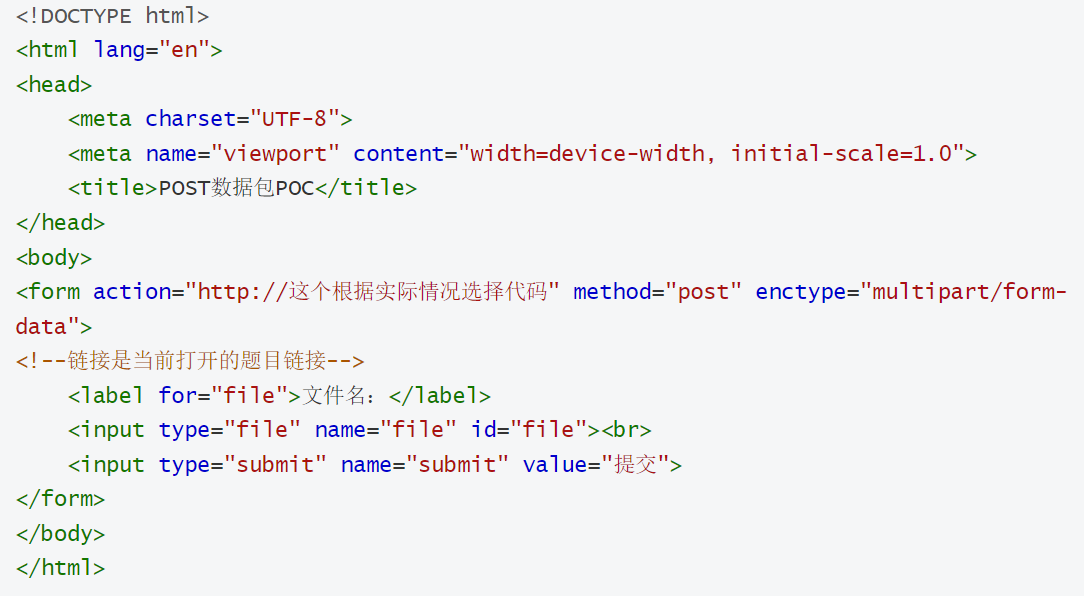 <!DOCTYPE html>
<html lang="en">
<head>
    <meta charset="UTF-8">
    <meta name="viewport" content="width=device-width, initial-scale=1.0">
    <title>POST数据包POC</title>
</head>
<body>
<form action="http://这个根据实际情况选择代码" method="post" enctype="multipart/form-
data">
<!--链接是当前打开的题目链接-->
    <label for="file">文件名：</label>
    <input type="file" name="file" id="file"><br>
    <input type="submit" name="submit" value="提交">
</form>
</body>
</html>